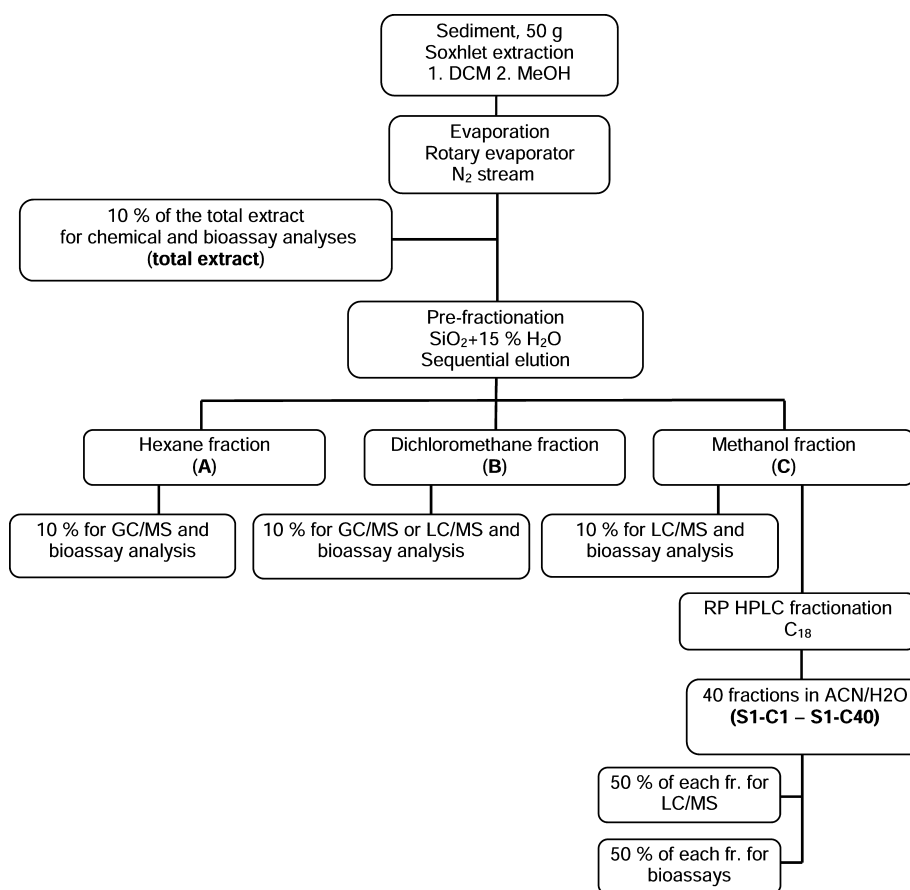 Sediment, 50 g
Soxhlet extraction
1. DCM 2. MeOH
Evaporation
Rotary evaporator
N₂ stream
10 % of the total extract
for chemical and bioassay analyses
(total extract)
Pre-fractionation
SiO₂+15 % H₂O
Sequential elution
Hexane fraction
(A)
Dichloromethane fraction
(B)
Methanol fraction
(C)
10 % for GC/MS and
bioassay analysis
10 % for GC/MS or LC/MS and
bioassay analysis
10 % for LC/MS and
bioassay analysis
RP HPLC fractionation
C₁₈
40 fractions in ACN/H2O
(S1-C1 – S1-C40)
50 % of each fr. for
LC/MS
50 % of each fr. for
bioassays